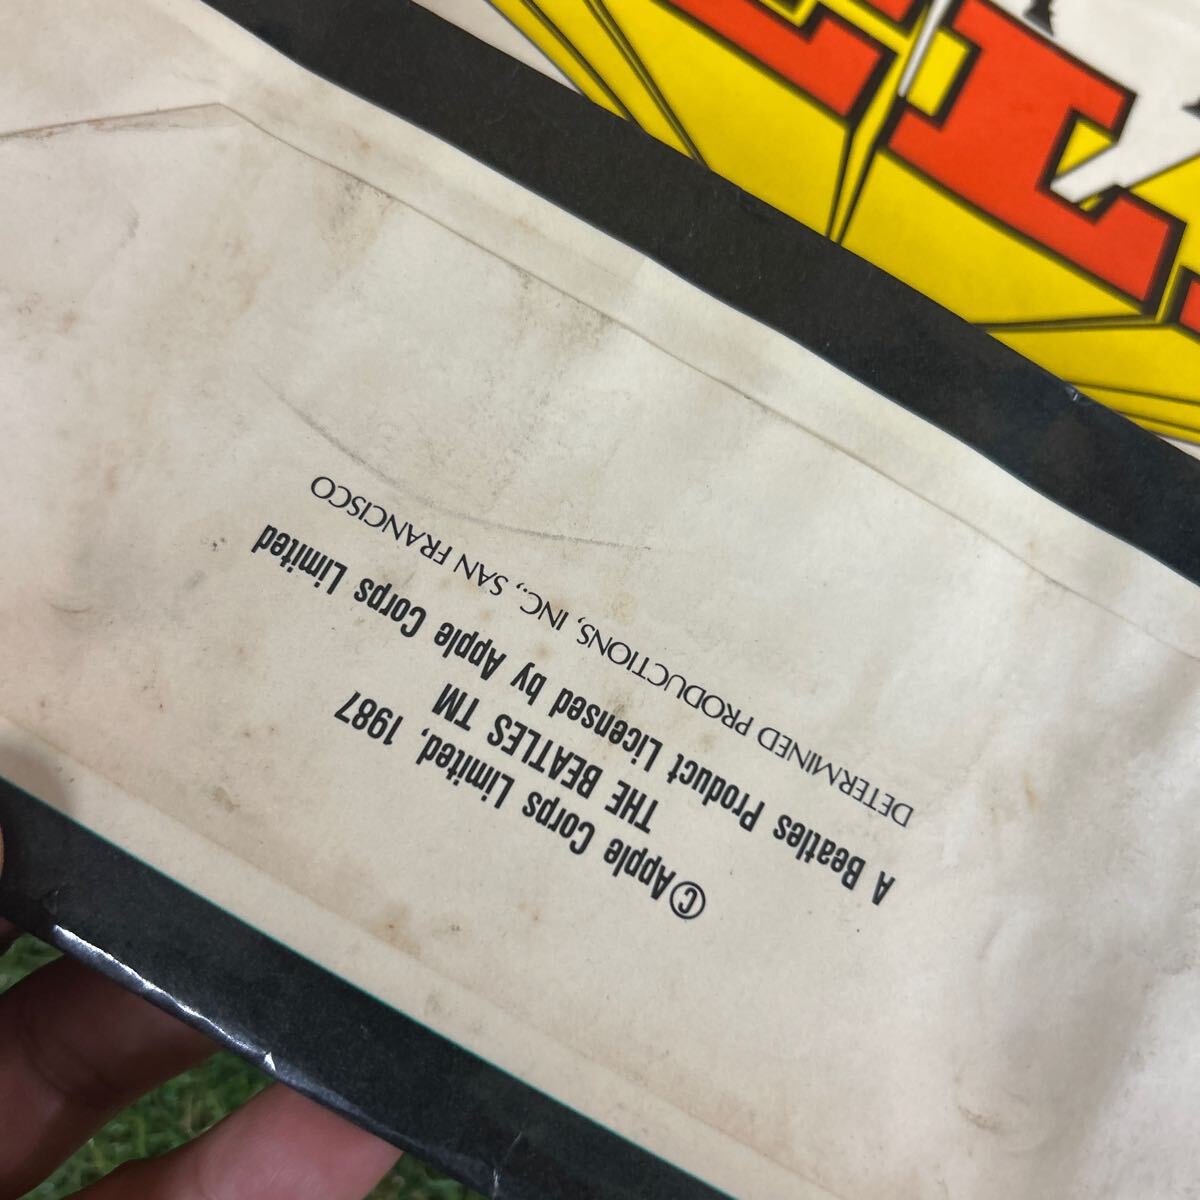 ©Apple Corps Limited, 1987
THE BEATLES TM
A Beatles Product Licensed by Apple Corps Limited
DETERMINED PRODUCTIONS, INC., SAN FRANCISCO